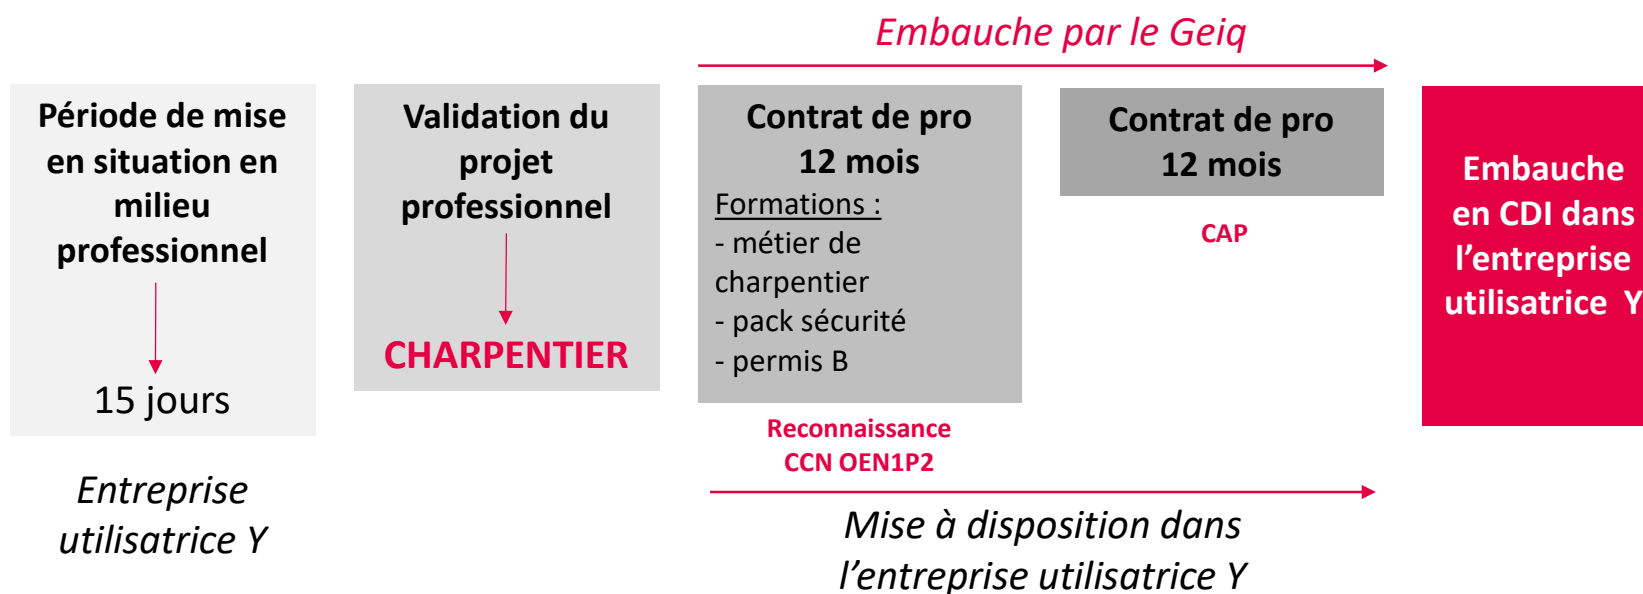 Embauche par le Geiq
Période de mise
en situation en
milieu
professionnel
15 jours
Entreprise
utilisatrice Y
Validation du
projet
professionnel
CHARPENTIER
Contrat de pro
12 mois
Formations :
- métier de
charpentier
- pack sécurité
- permis B
Reconnaissance
CCN OEN1P2
Contrat de pro
12 mois
CAP
Mise à disposition dans
l’entreprise utilisatrice Y
Embauche
en CDI dans
l’entreprise
utilisatrice Y